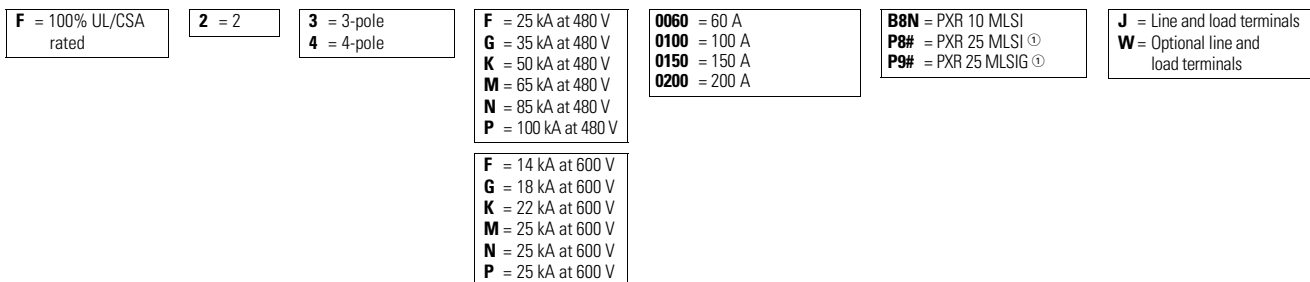 F = 100% UL/CSA
rated
2 = 2
3 = 3-pole
4 = 4-pole
F = 25 kA at 480 V
G = 35 kA at 480 V
K = 50 kA at 480 V
M = 65 kA at 480 V
N = 85 kA at 480 V
P = 100 kA at 480 V
F = 14 kA at 600 V
G = 18 kA at 600 V
K = 22 kA at 600 V
M = 25 kA at 600 V
N = 25 kA at 600 V
P = 25 kA at 600 V
0060 = 60 A
0100 = 100 A
0150 = 150 A
0200 = 200 A
B8N = PXR 10 MLSI
P8# = PXR 25 MLSI ①
P9# = PXR 25 MLSIG ①
J = Line and load terminals
W = Optional line and
load terminals